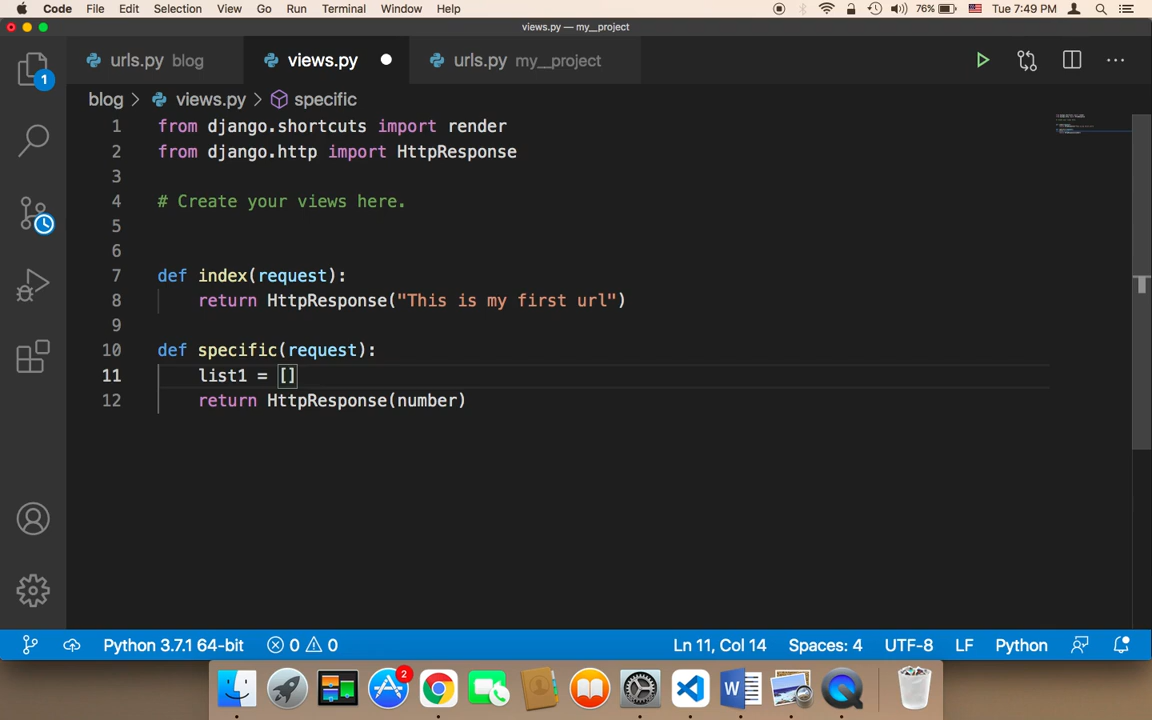 Code File Edit Selection View Go Run Terminal Window Help 76% Tue 7:49 PM
views.py — my__project
urls.py blog views.py urls.py my__project
blog > views.py > specific
1 from django.shortcuts import render
2 from django.http import HttpResponse
3
4 # Create your views here.
5
6
7 def index(request):
8 return HttpResponse("This is my first url")
9
10 def specific(request):
11 list1 = []
12 return HttpResponse(number)
1
Python 3.7.1 64-bit 0 0 Ln 11, Col 14 Spaces: 4 UTF-8 LF Python
2
W